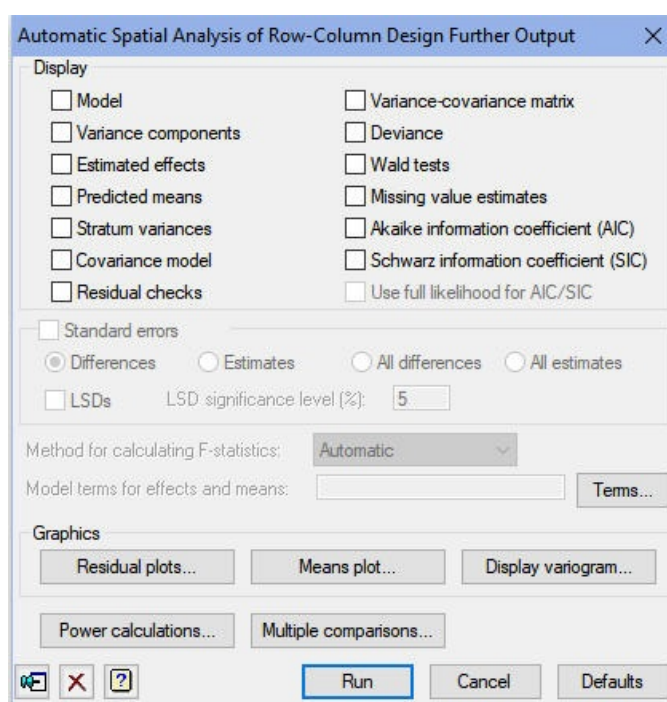 Automatic Spatial Analysis of Row-Column Design Further Output
Display
Model
Variance-covariance matrix
Variance components
Deviance
Estimated effects
Wald tests
Predicted means
Missing value estimates
Stratum variances
Akaike information coefficient (AIC)
Covariance model
Schwarz information coefficient (SIC)
Residual checks
Use full likelihood for AIC/SIC
Standard errors
Differences Estimates All differences All estimates
LSDs LSD significance level (%): 5
Method for calculating F-statistics: Automatic
Model terms for effects and means: Terms...
Graphics
Residual plots... Means plot... Display variogram...
Power calculations... Multiple comparisons...
? Run Cancel Defaults